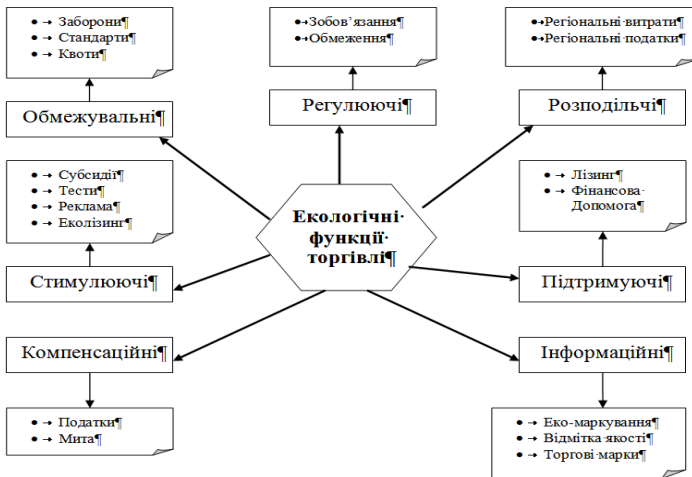 ● → Заборони¶
● → Стандарти¶
● → Квоти¶
●→Зобов’язання¶
●→Обмеження¶
●→Регіональні·витрати¶
●→Регіональні·податки¶
Обмежувальні¶
Регулюючі¶
Розподільчі¶
● → Субсидії¶
● → Тести¶
● → Реклама¶
● → Еколізинг¶
● → Лізинг¶
● → Фінансова·
Допомога¶
Екологічні·
функції·
торгівлі¶
Стимулюючі¶
Підтримуючі¶
Компенсаційні¶
Інформаційні¶
● → Податки¶
● → Мита¶
● → Еко-маркування¶
● → Відмітка·якості¶
● → Торгові·марки¶